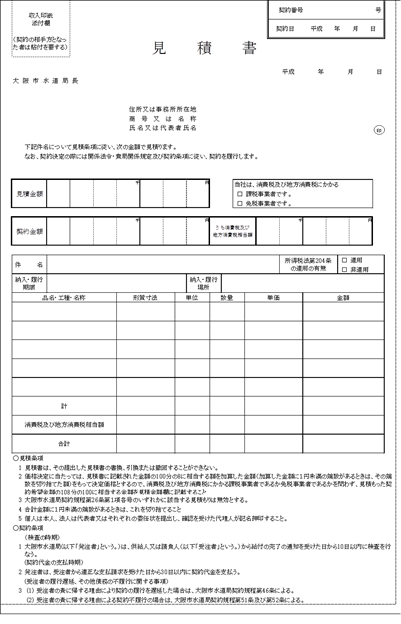 収入印紙
添付欄
(契約の相手方となっ
た者は貼付を要する)
契約番号 号
契約日 平成 年 月 日
見積書
平成 年 月 日
大阪市水道局長
住所又は事務所所在地
商号又は名称
氏名又は代表者氏名
印
下記件名について見積条項に従い、次の金額で見積ります。
なお、契約決定の際には関係法令・貴局関係規定及び契約条項に従い、契約を履行します。
見積金額 千 円
当社は、消費税及び地方消費税にかかる
□ 課税事業者です。
□ 免税事業者です。
契約金額 千 円
うち消費税及び
地方消費税相当額
千 円
件名
所得税法第204条
の適用の有無
□ 適用
□ 非適用
納入・履行
期限
納入・履行
場所
品名・工種・名称 形質寸法 単位 数量 単価 金額
計
消費税及び地方消費税相当額
合計
○見積条項
1 見積書は、その提出した見積書の書換、引換または撤回することができない。
2 価格決定に当たっては、見積書に記載された金額の100分の8に相当する額を加算した金額(加算した金額に1円未満の端数があるときは、その端
数を切り捨てた額)をもって決定価格とするので、消費税及び地方消費税にかかる課税事業者であるか免税事業者であるかを問わず、見積もった契
約希望金額の108分の100に相当する金額を見積金額欄に記載すること
3 大阪市水道局契約規程第26条第1項各号のいずれかに該当する見積もりは無効とする。
4 合計金額に1円未満の端数があるときは、これを切り捨てること
5 個人は本人、法人は代表者又はそれぞれの委任状を提出し、確認を受けた代理人が記名押印すること。
○契約条項
(検査の時期)
1 大阪市水道局(以下「発注者」という。)は、供給人又は請負人(以下「受注者」という。)から給付の完了の通知を受けた日から10日以内に検査を行
なう。
(契約代金の支払時期)
2 発注者は、受注者から適正な支払請求を受けた日から30日以内に契約代金を支払う。
(受注者の履行遅延、その他債務の不履行に関する事項)
3 (1) 受注者の責に帰する理由により契約の履行を遅延した場合は、大阪市水道局契約規程第46条による。
(2) 受注者の責に帰する理由による契約不履行の場合は、大阪市水道局契約規程第51条及び第52条による。